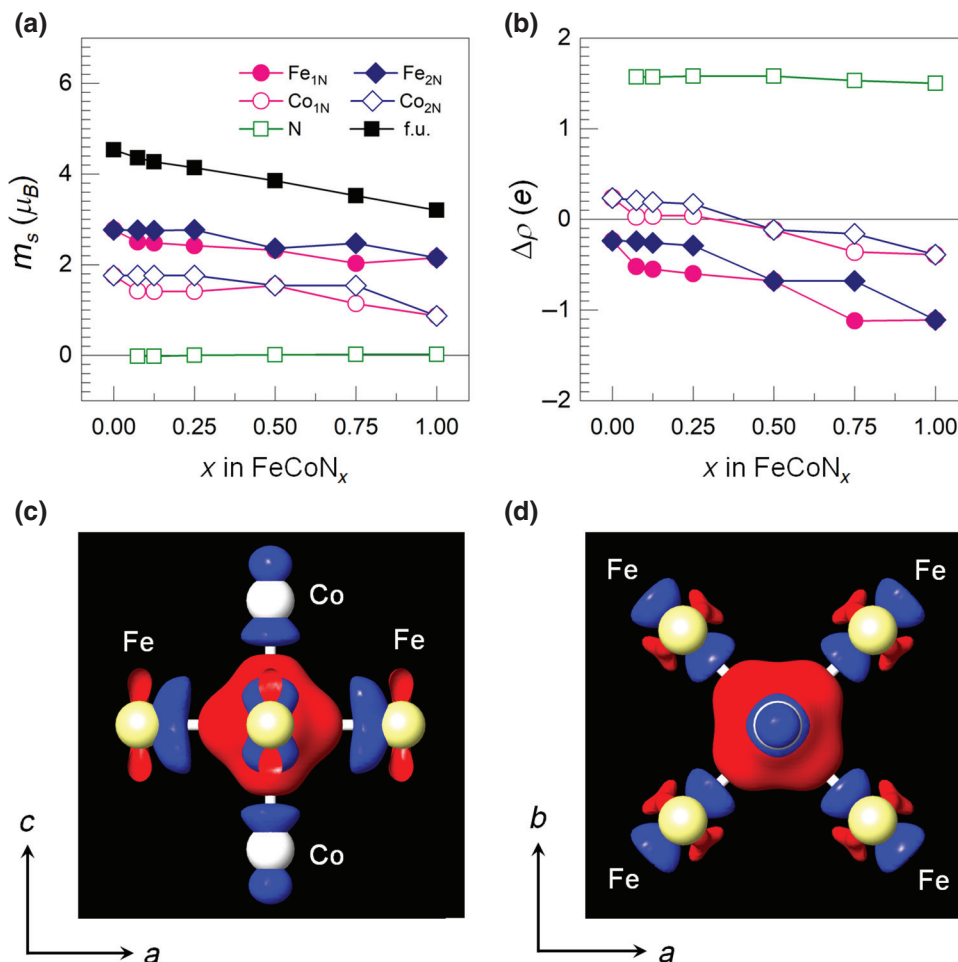 (a)
6
4
2
0
m_s (μ_B)
Fe_1N
Fe_2N
Co_1N
Co_2N
N
f.u.
0.00 0.25 0.50 0.75 1.00
x in FeCoN_x
(b)
2
1
0
−1
−2
Δρ (e)
0.00 0.25 0.50 0.75 1.00
x in FeCoN_x
(c)
Co
Fe
Fe
Co
c
a
(d)
Fe
Fe
Fe
Fe
b
a